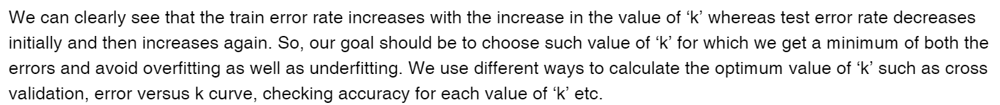 We can clearly see that the train error rate increases with the increase in the value of ‘k’ whereas test error rate decreases
initially and then increases again. So, our goal should be to choose such value of ‘k’ for which we get a minimum of both the
errors and avoid overfitting as well as underfitting. We use different ways to calculate the optimum value of ‘k’ such as cross
validation, error versus k curve, checking accuracy for each value of ‘k’ etc.